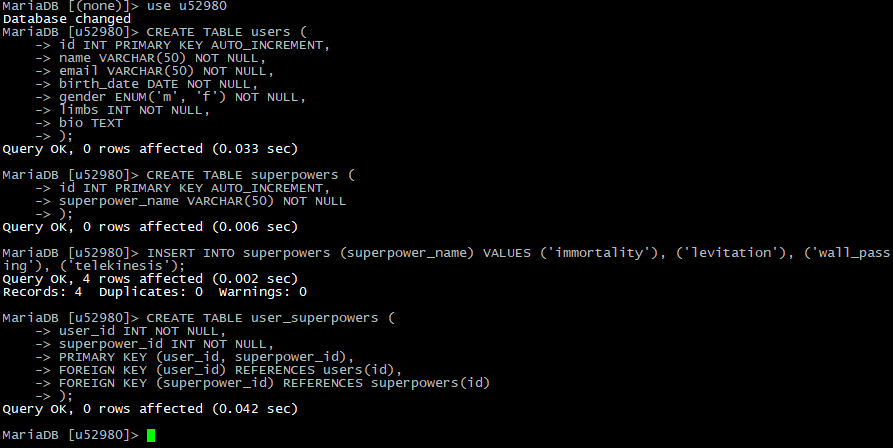 MariaDB [(none)]> use u52980
Database changed
MariaDB [u52980]> CREATE TABLE users (
    -> id INT PRIMARY KEY AUTO_INCREMENT,
    -> name VARCHAR(50) NOT NULL,
    -> email VARCHAR(50) NOT NULL,
    -> birth_date DATE NOT NULL,
    -> gender ENUM('m', 'f') NOT NULL,
    -> limbs INT NOT NULL,
    -> bio TEXT
    -> );
Query OK, 0 rows affected (0.033 sec)

MariaDB [u52980]> CREATE TABLE superpowers (
    -> id INT PRIMARY KEY AUTO_INCREMENT,
    -> superpower_name VARCHAR(50) NOT NULL
    -> );
Query OK, 0 rows affected (0.006 sec)

MariaDB [u52980]> INSERT INTO superpowers (superpower_name) VALUES ('immortality'), ('levitation'), ('wall_pass
ing'), ('telekinesis');
Query OK, 4 rows affected (0.002 sec)
Records: 4  Duplicates: 0  Warnings: 0

MariaDB [u52980]> CREATE TABLE user_superpowers (
    -> user_id INT NOT NULL,
    -> superpower_id INT NOT NULL,
    -> PRIMARY KEY (user_id, superpower_id),
    -> FOREIGN KEY (user_id) REFERENCES users(id),
    -> FOREIGN KEY (superpower_id) REFERENCES superpowers(id)
    -> );
Query OK, 0 rows affected (0.042 sec)

MariaDB [u52980]>